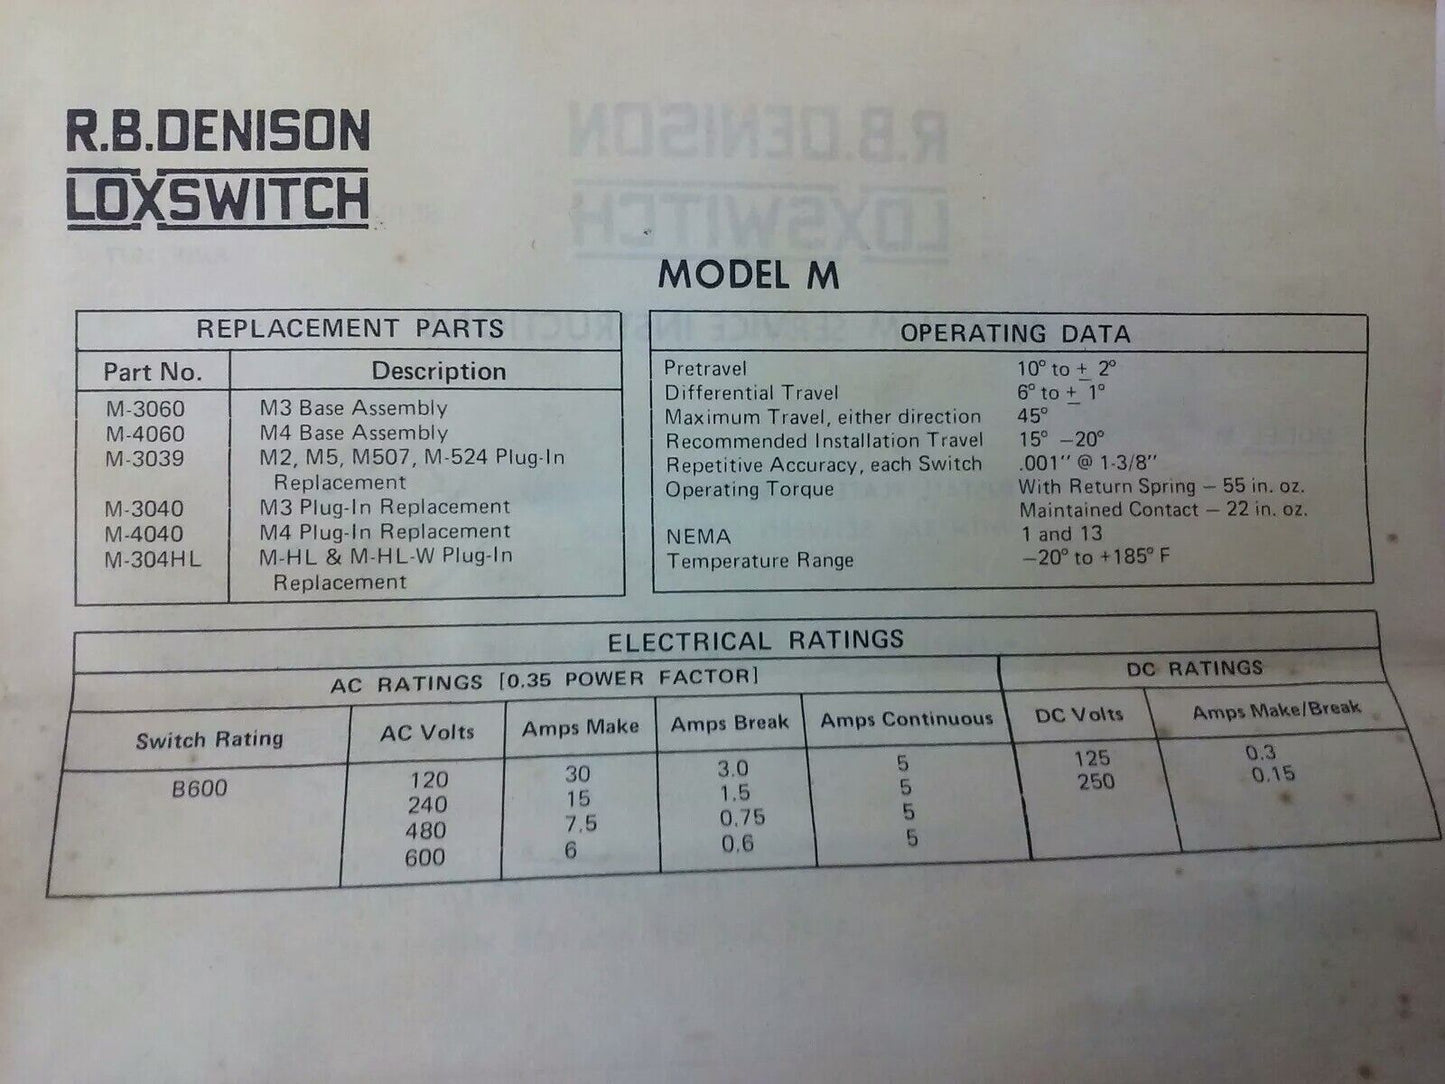 R.B.DENISON
LOXSWITCH
MODEL M
REPLACEMENT PARTS
Part No. Description
M-3060 M3 Base Assembly
M-4060 M4 Base Assembly
M-3039 M2, M5, M507, M-524 Plug-In
Replacement
M-3040 M3 Plug-In Replacement
M-4040 M4 Plug-In Replacement
M-304HL M-HL & M-HL-W Plug-In
Replacement
OPERATING DATA
Pretravel 10° to ± 2°
Differential Travel 6° to ± 1°
Maximum Travel, either direction 45°
Recommended Installation Travel 15° –20°
Repetitive Accuracy, each Switch .001" @ 1-3/8"
Operating Torque With Return Spring – 55 in. oz.
Maintained Contact – 22 in. oz.
NEMA 1 and 13
Temperature Range –20° to +185° F
ELECTRICAL RATINGS
AC RATINGS [0.35 POWER FACTOR] DC RATINGS
Switch Rating AC Volts Amps Make Amps Break Amps Continuous DC Volts Amps Make/Break
B600 120 30 3.0 5 125 0.3
240 15 1.5 5 250 0.15
480 7.5 0.75 5
600 6 0.6 5